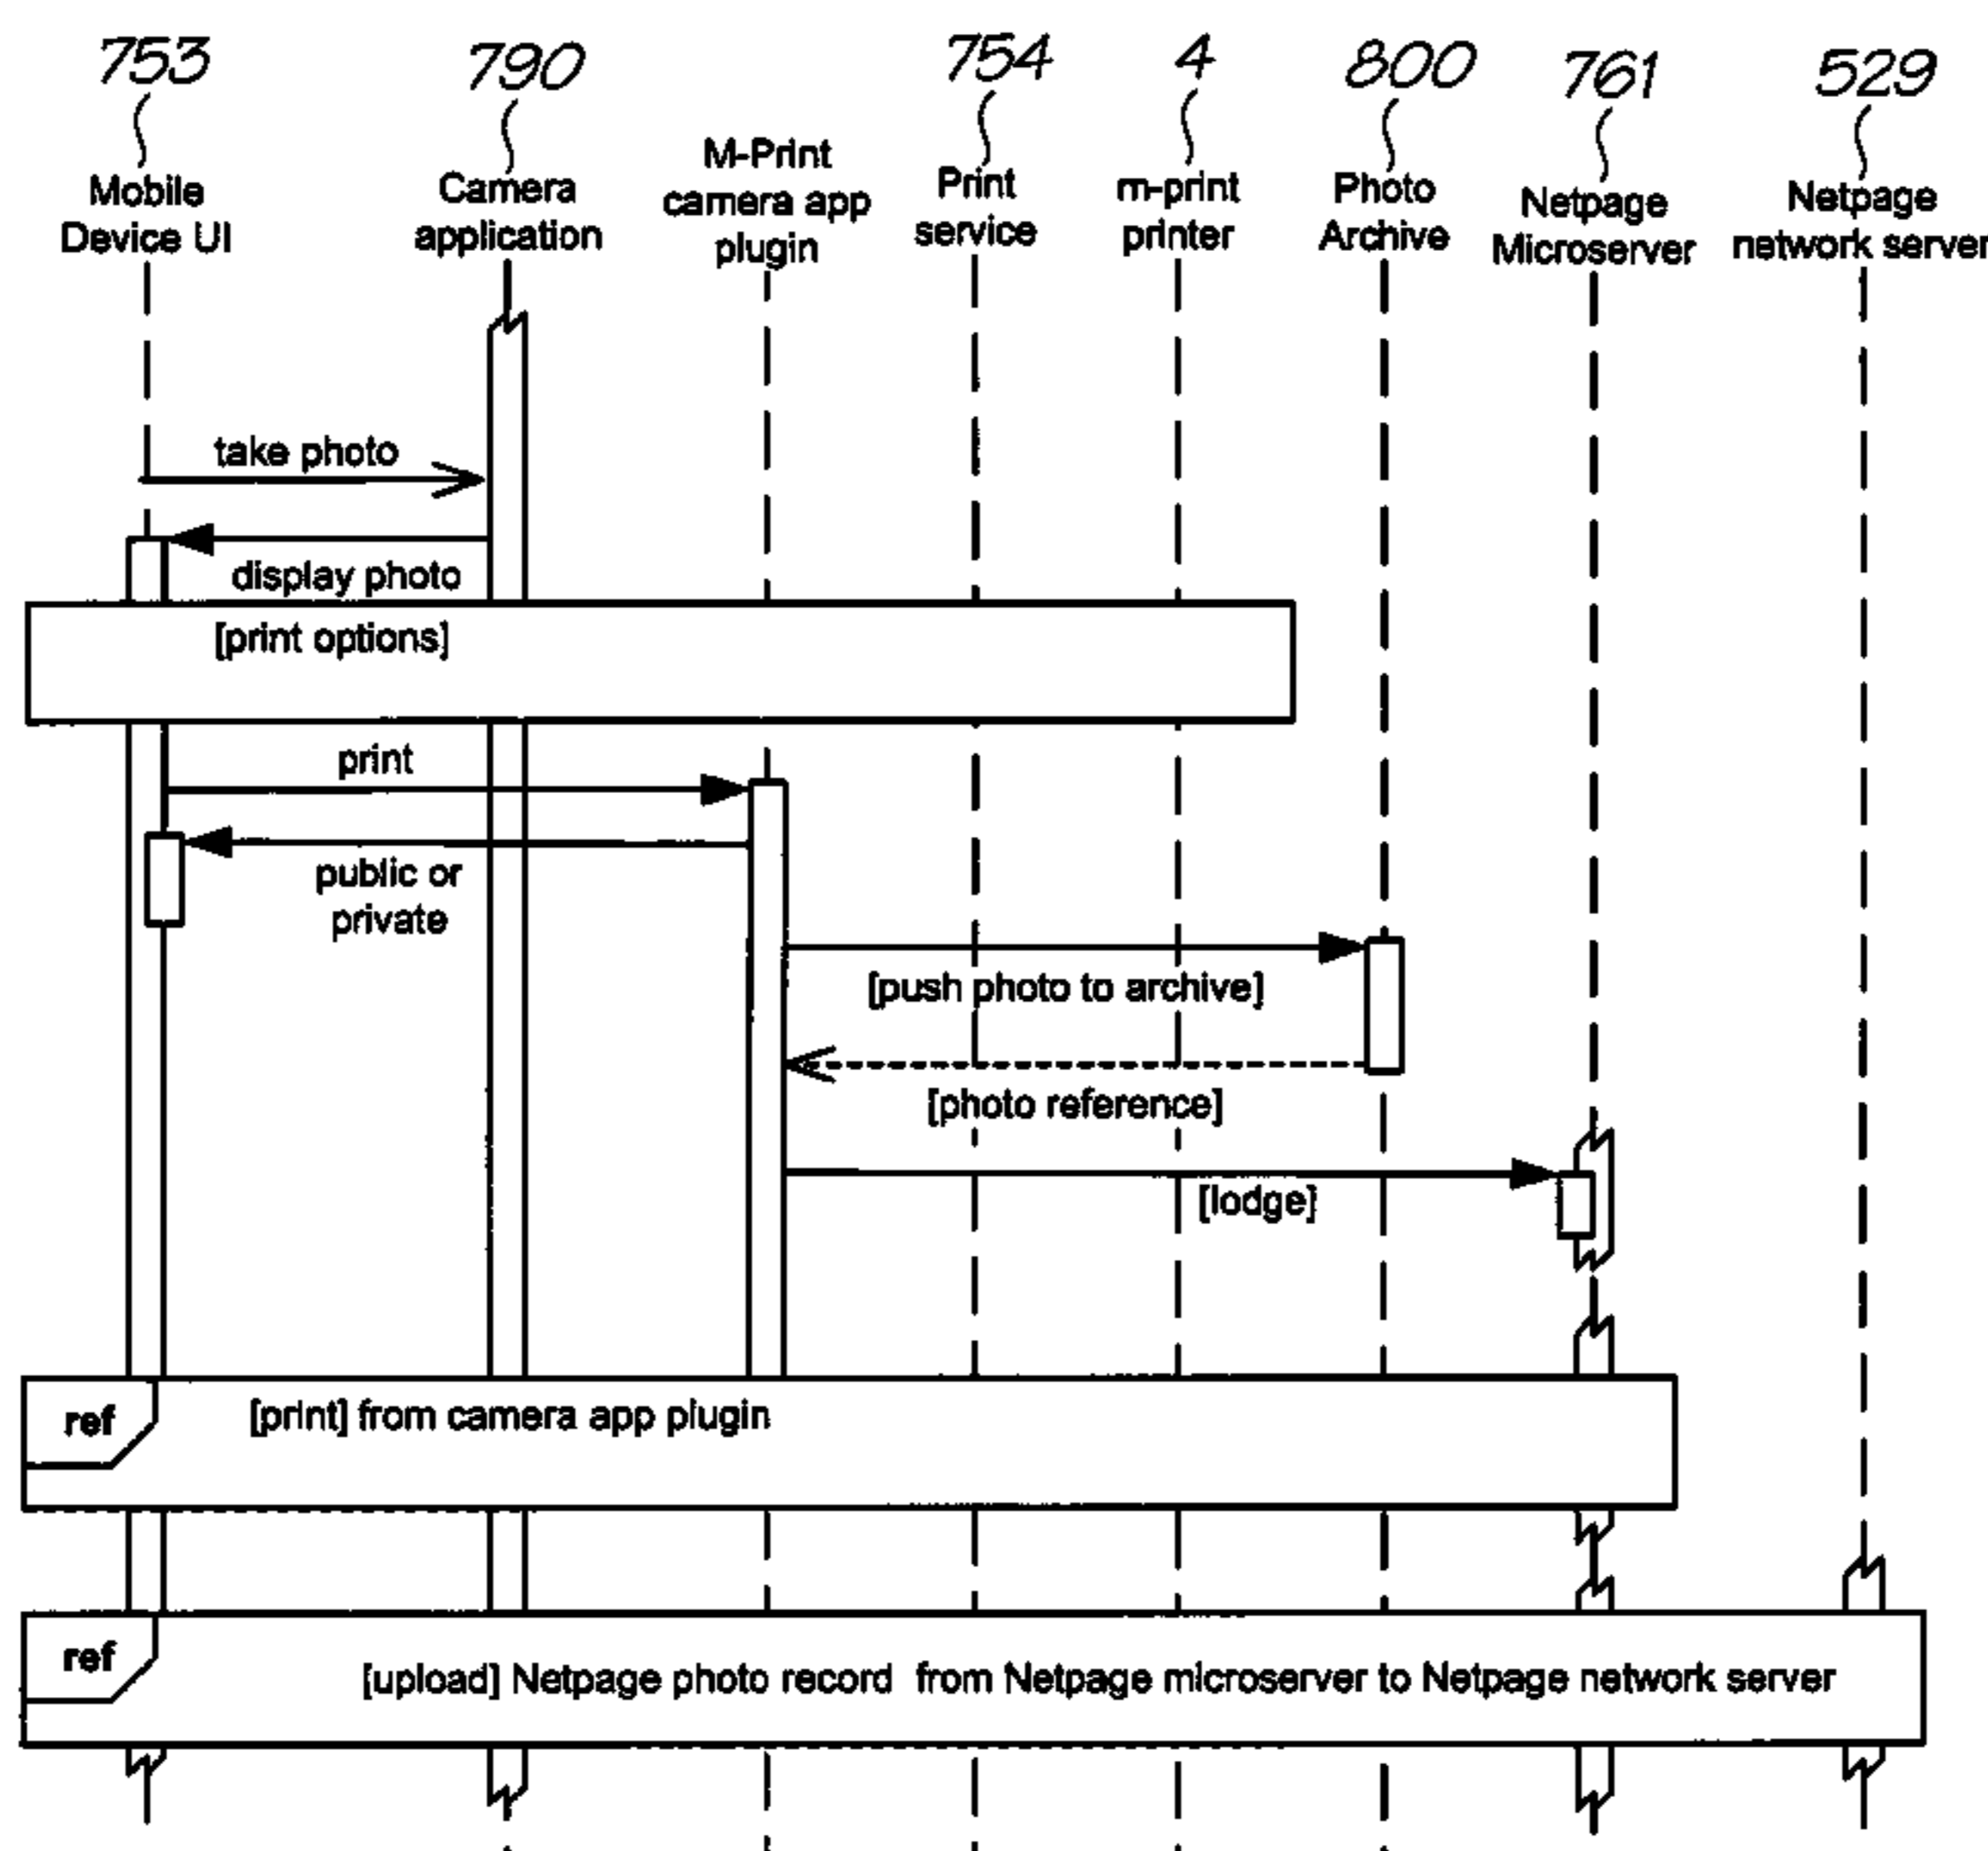 753
790
754
4
800
761
529
Mobile
Device UI
Camera
application
M-Print
camera app
plugin
Print
service
m-print
printer
Photo
Archive
Netpage
Microserver
Netpage
network server
take photo
display photo
[print options]
print
public or
private
[push photo to archive]
[photo reference]
[lodge]
ref
[print] from camera app plugin
ref
[upload] Netpage photo record from Netpage microserver to Netpage network server